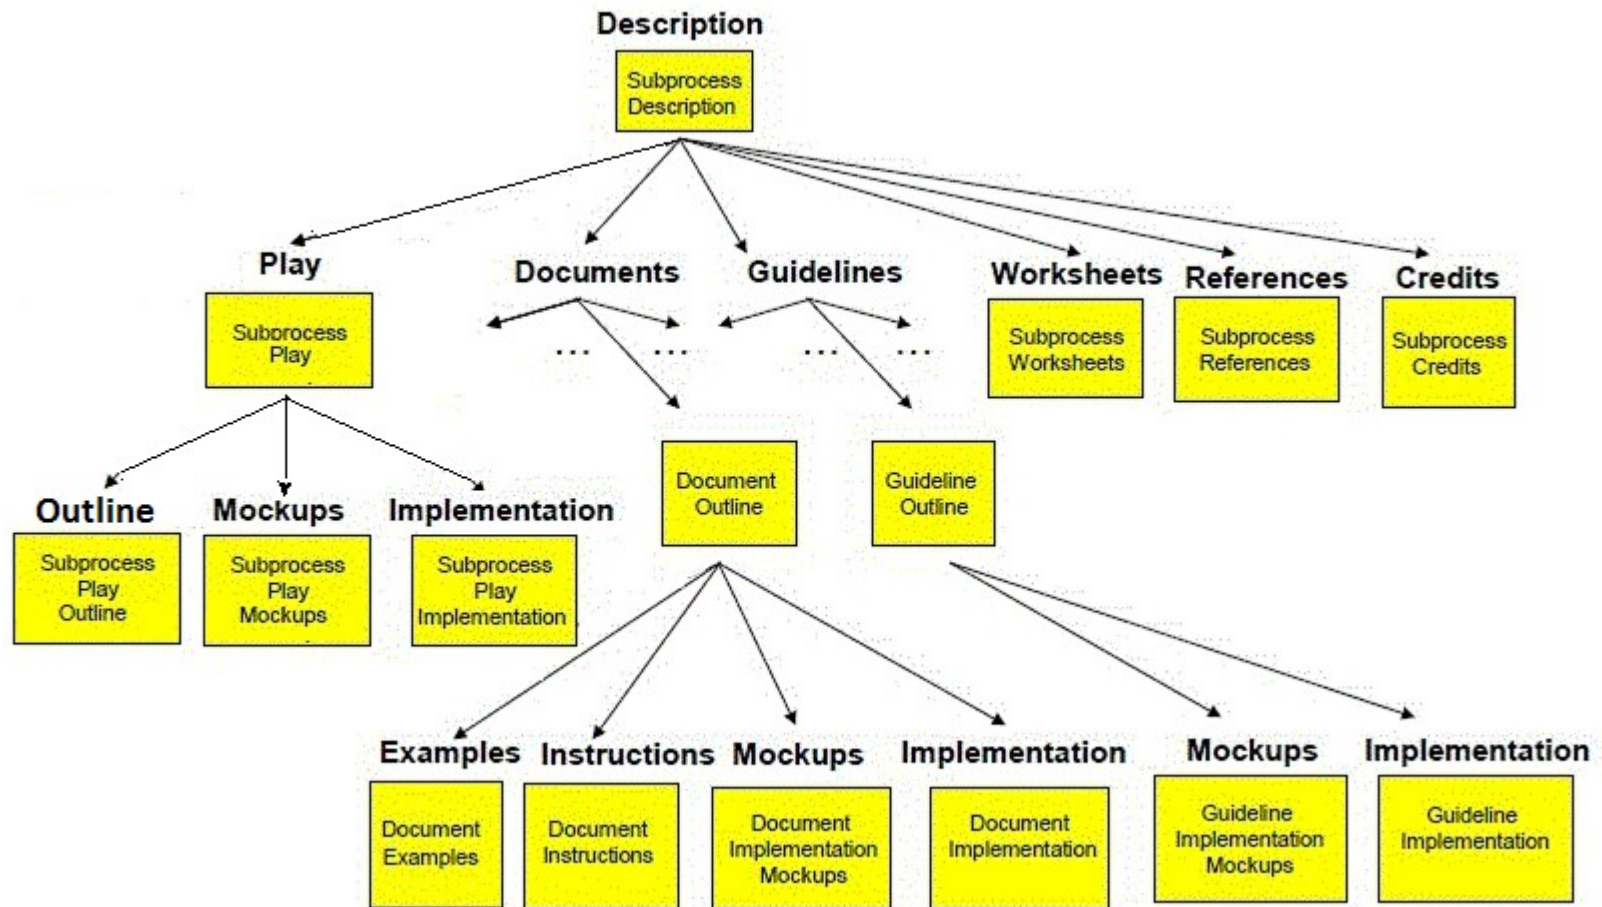 Description
Subprocess
Description
Play
Documents
Guidelines
Worksheets
References
Credits
Subprocess
Play
...
...
...
...
Subprocess
Worksheets
Subprocess
References
Subprocess
Credits
Outline
Mockups
Implementation
Document
Outline
Guideline
Outline
Subprocess
Play
Outline
Subprocess
Play
Mockups
Subprocess
Play
Implementation
Examples
Instructions
Mockups
Implementation
Mockups
Implementation
Document
Examples
Document
Instructions
Document
Implementation
Mockups
Document
Implementation
Guideline
Implementation
Mockups
Guideline
Implementation